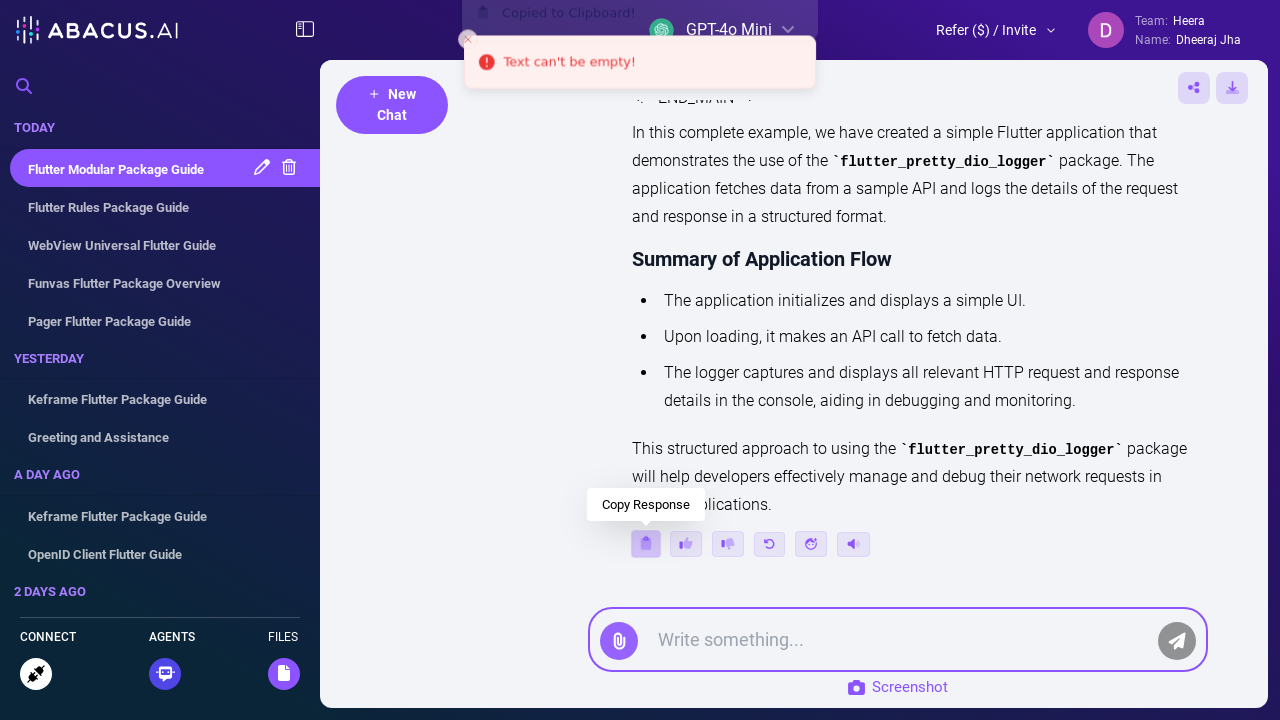 ABACUS.AI
TODAY
Flutter Modular Package Guide
Flutter Rules Package Guide
WebView Universal Flutter Guide
Funvas Flutter Package Overview
Pager Flutter Package Guide
YESTERDAY
Keframe Flutter Package Guide
Greeting and Assistance
A DAY AGO
Keframe Flutter Package Guide
OpenID Client Flutter Guide
2 DAYS AGO
CONNECT
AGENTS
FILES
Copied to Clipboard!
GPT-4o Mini
Text can't be empty!
Refer ($) / Invite
D
Team: Heera
Name: Dheeraj Jha
+ New
Chat
END_MAIN
In this complete example, we have created a simple Flutter application that
demonstrates the use of the `flutter_pretty_dio_logger` package. The
application fetches data from a sample API and logs the details of the request
and response in a structured format.
Summary of Application Flow
• The application initializes and displays a simple UI.
• Upon loading, it makes an API call to fetch data.
• The logger captures and displays all relevant HTTP request and response
details in the console, aiding in debugging and monitoring.
This structured approach to using the `flutter_pretty_dio_logger` package
will help developers effectively manage and debug their network requests in
plications.
Copy Response
Write something...
Screenshot